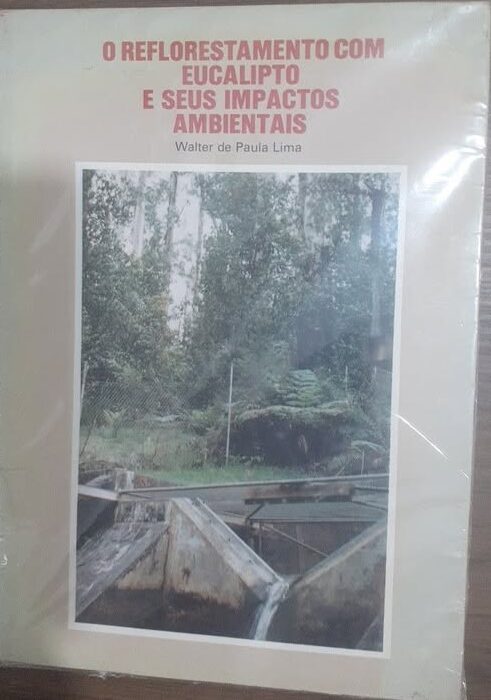 O REFLORESTAMENTO COM
EUCALIPTO
E SEUS IMPACTOS
AMBIENTAIS
Walter de Paula Lima